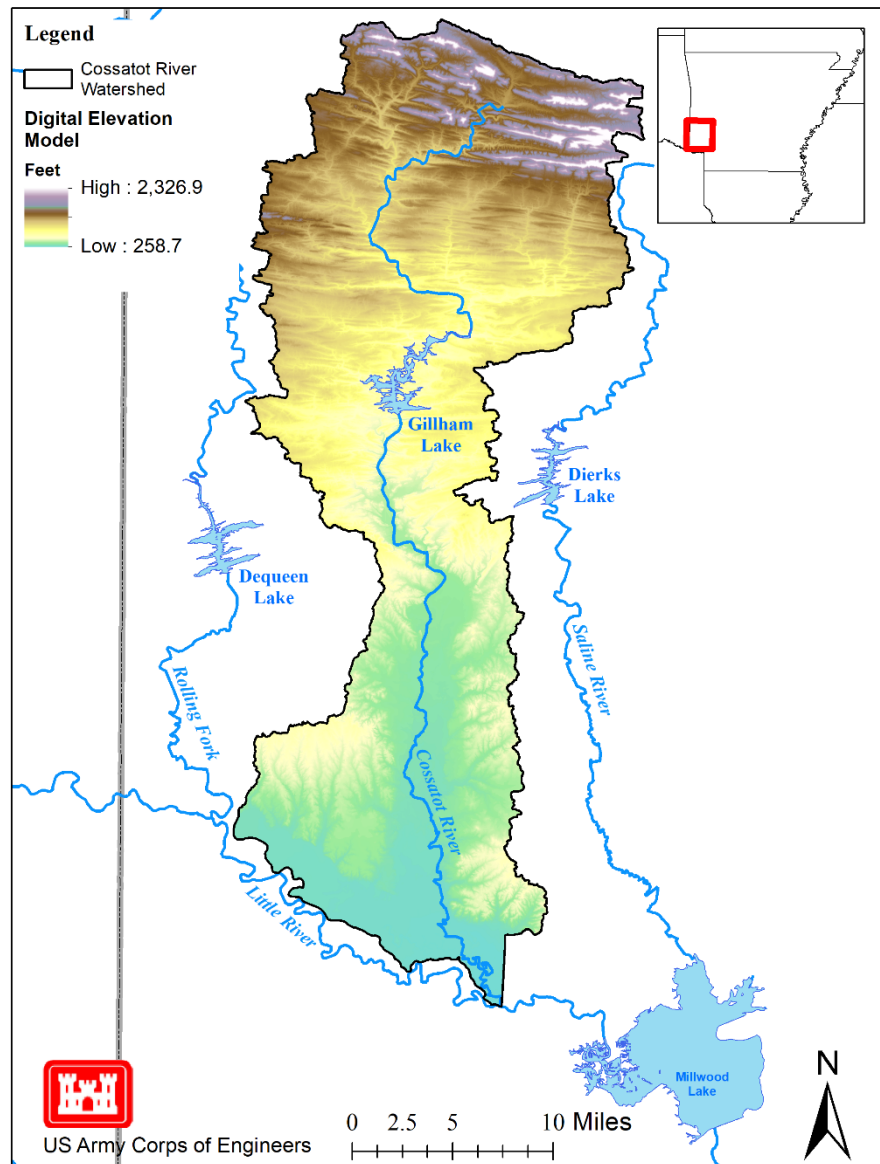 Legend
Cossatot River
Watershed
Digital Elevation
Model
Feet
High : 2,326.9
Low : 258.7
Gillham
Lake
Dierks
Lake
Dequeen
Lake
Rolling Fork
Saline River
Cossatot River
Little River
Millwood
Lake
N
US Army Corps of Engineers
0 2.5 5 10 Miles